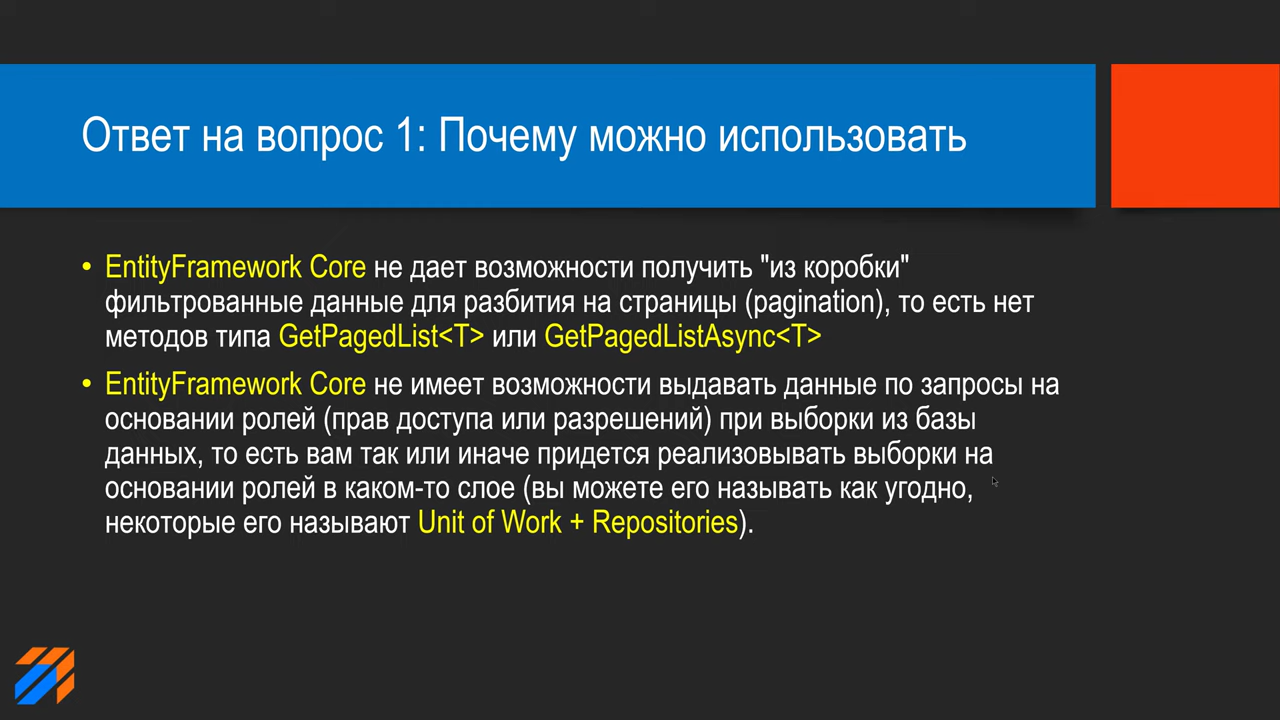 Ответ на вопрос 1: Почему можно использовать
• EntityFramework Core не дает возможности получить "из коробки"
фильтрованные данные для разбития на страницы (pagination), то есть нет
методов типа GetPagedList<T> или GetPagedListAsync<T>
• EntityFramework Core не имеет возможности выдавать данные по запросы на
основании ролей (прав доступа или разрешений) при выборки из базы
данных, то есть вам так или иначе придется реализовывать выборки на
основании ролей в каком-то слое (вы можете его называть как угодно,
некоторые его называют Unit of Work + Repositories).